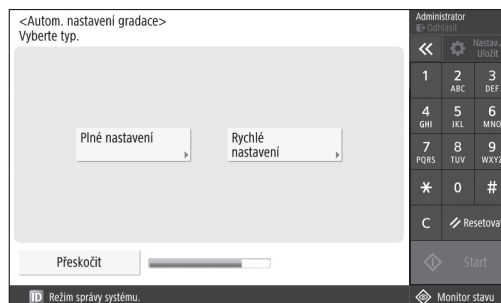 <Autom. nastavení gradace>
Vyberte typ.
Plné nastavení
Rychlé
nastavení
Přeskočit
ID Režim správy systému.
Administrator
Odhlásit
Nastav./
Uložit
1
2
ABC
3
DEF
4
GHI
5
JKL
6
MNO
7
PQRS
8
TUV
9
WXYZ
*
0
#
C
Resetovat
Start
Monitor stavu